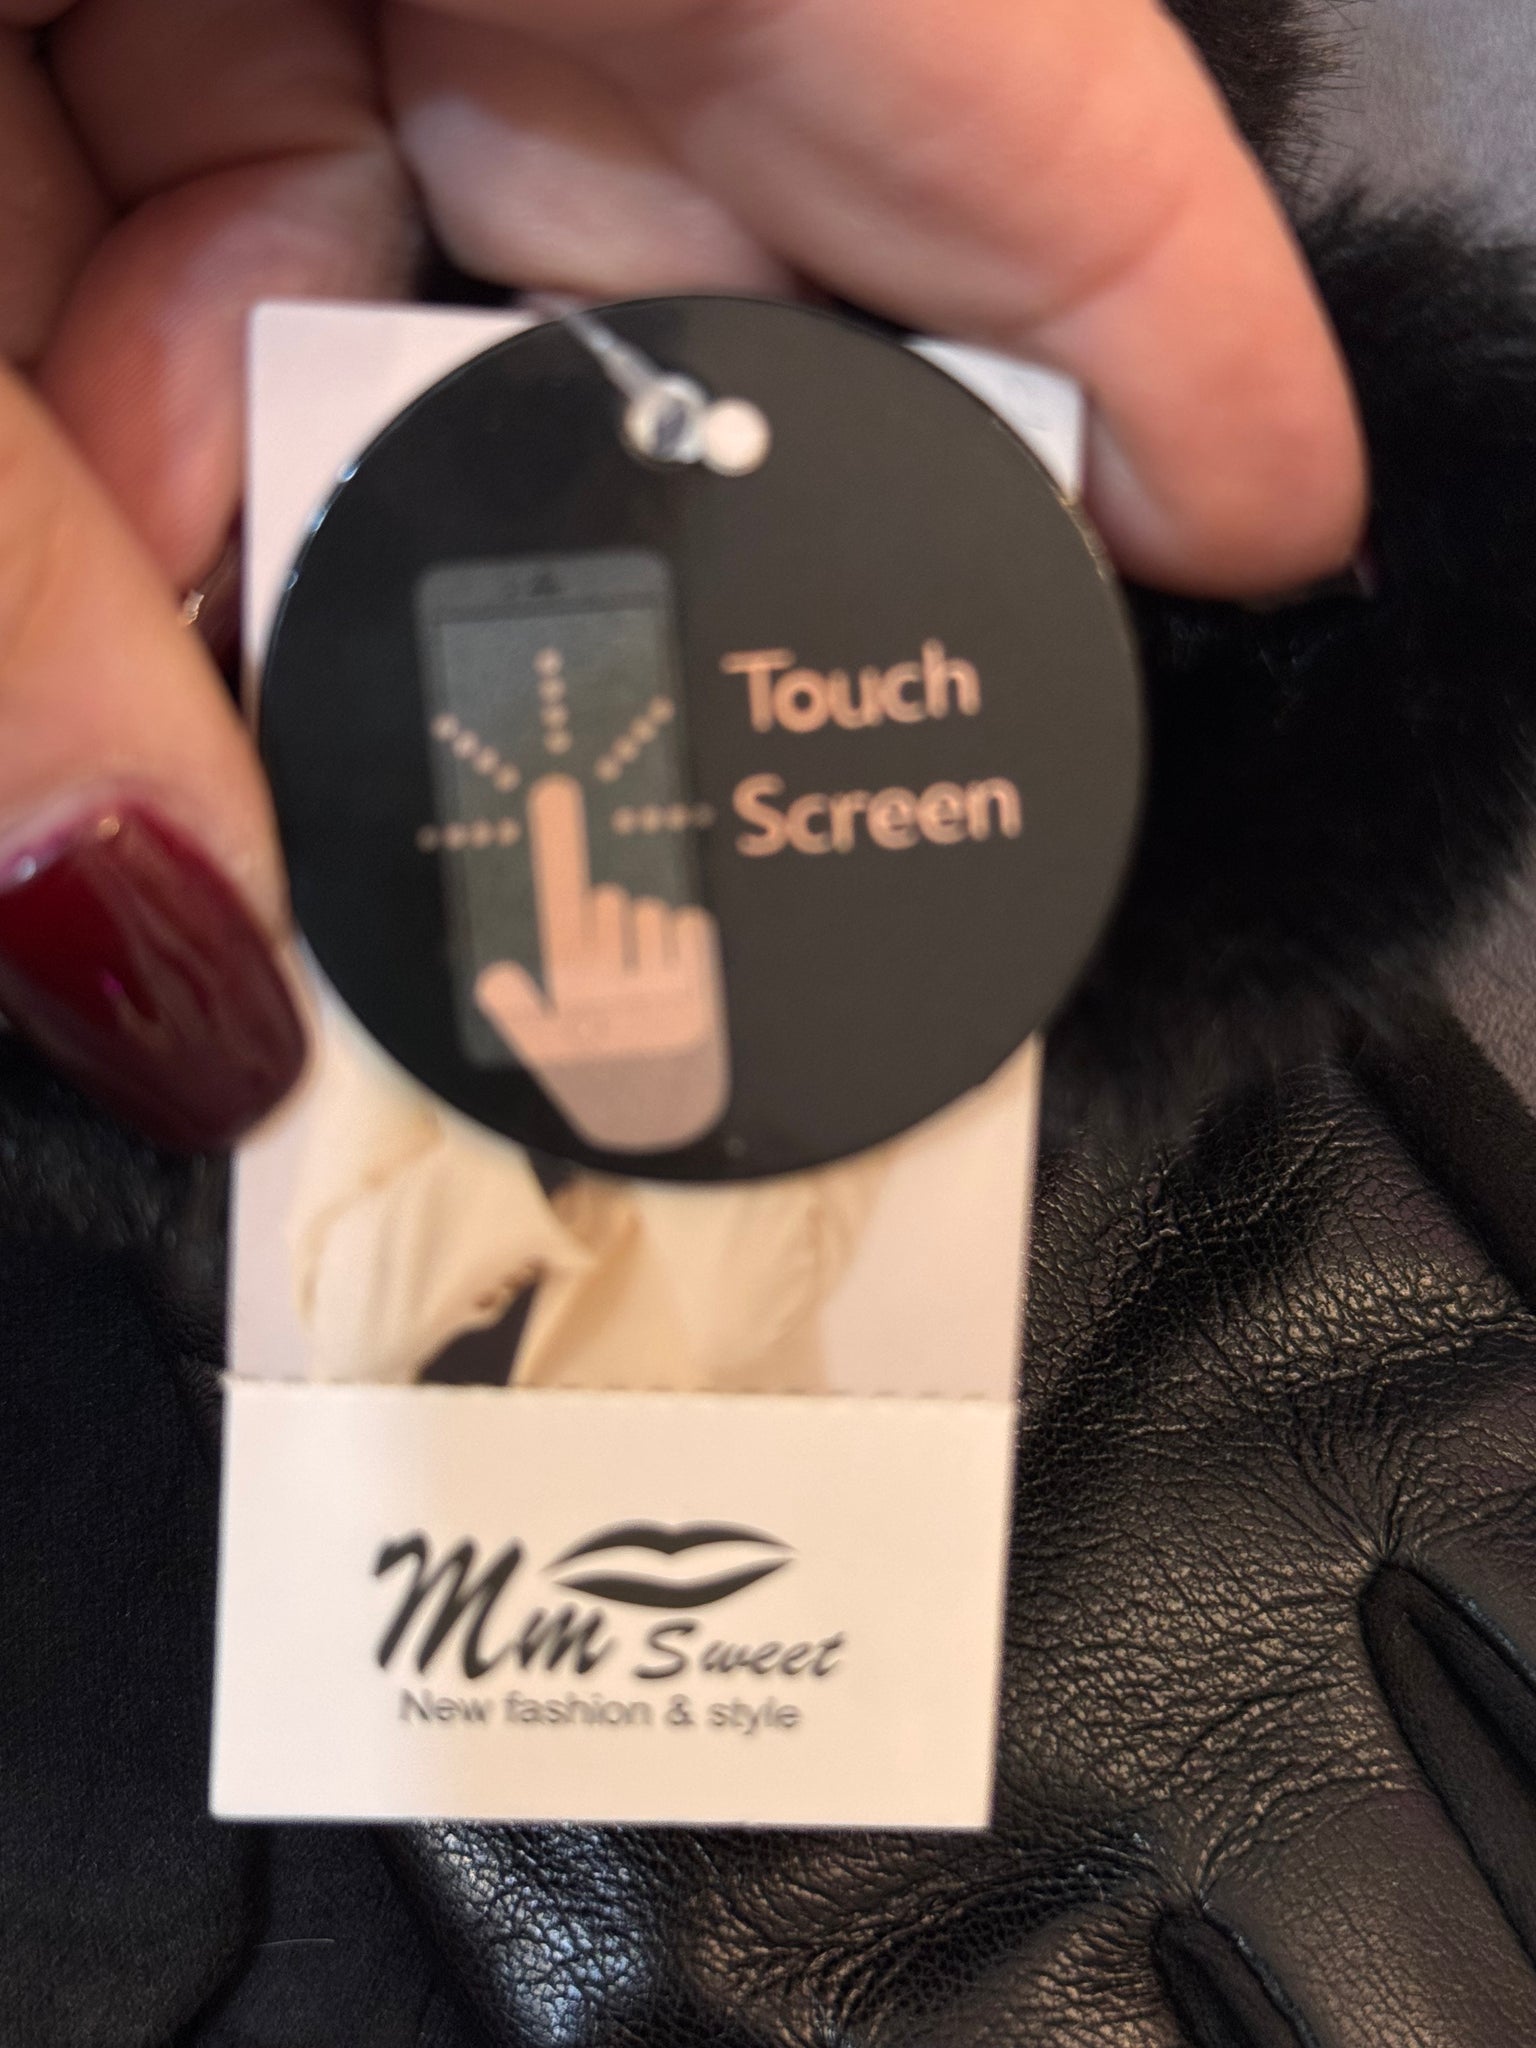 Touch
Screen
Mm Sweet
New fashion & style